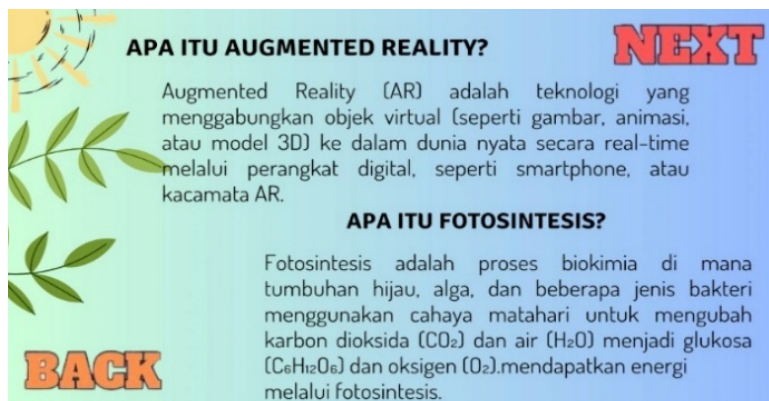 APA ITU AUGMENTED REALITY?
NEXT
Augmented Reality (AR) adalah teknologi yang
menggabungkan objek virtual (seperti gambar, animasi,
atau model 3D) ke dalam dunia nyata secara real-time
melalui perangkat digital, seperti smartphone, atau
kacamata AR.
APA ITU FOTOSINTESIS?
Fotosintesis adalah proses biokimia di mana
tumbuhan hijau, alga, dan beberapa jenis bakteri
menggunakan cahaya matahari untuk mengubah
karbon dioksida (CO₂) dan air (H₂O) menjadi glukosa
(C₆H₁₂O₆) dan oksigen (O₂).mendapatkan energi
melalui fotosintesis.
BACK